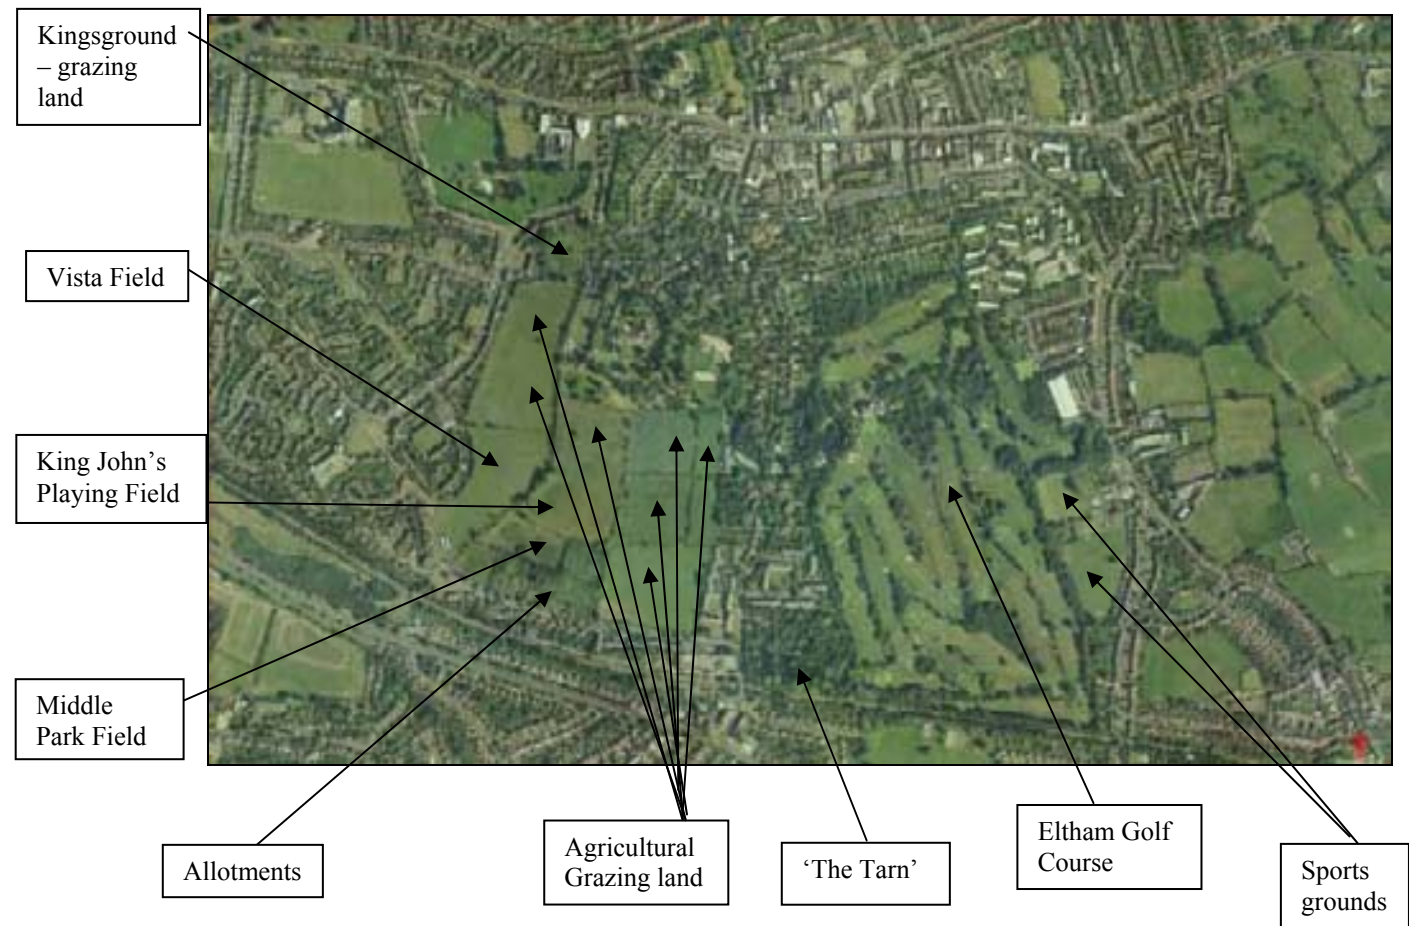 Kingsground
– grazing
land
Vista Field
King John’s
Playing Field
Middle
Park Field
Allotments
Agricultural
Grazing land
‘The Tarn’
Eltham Golf
Course
Sports
grounds